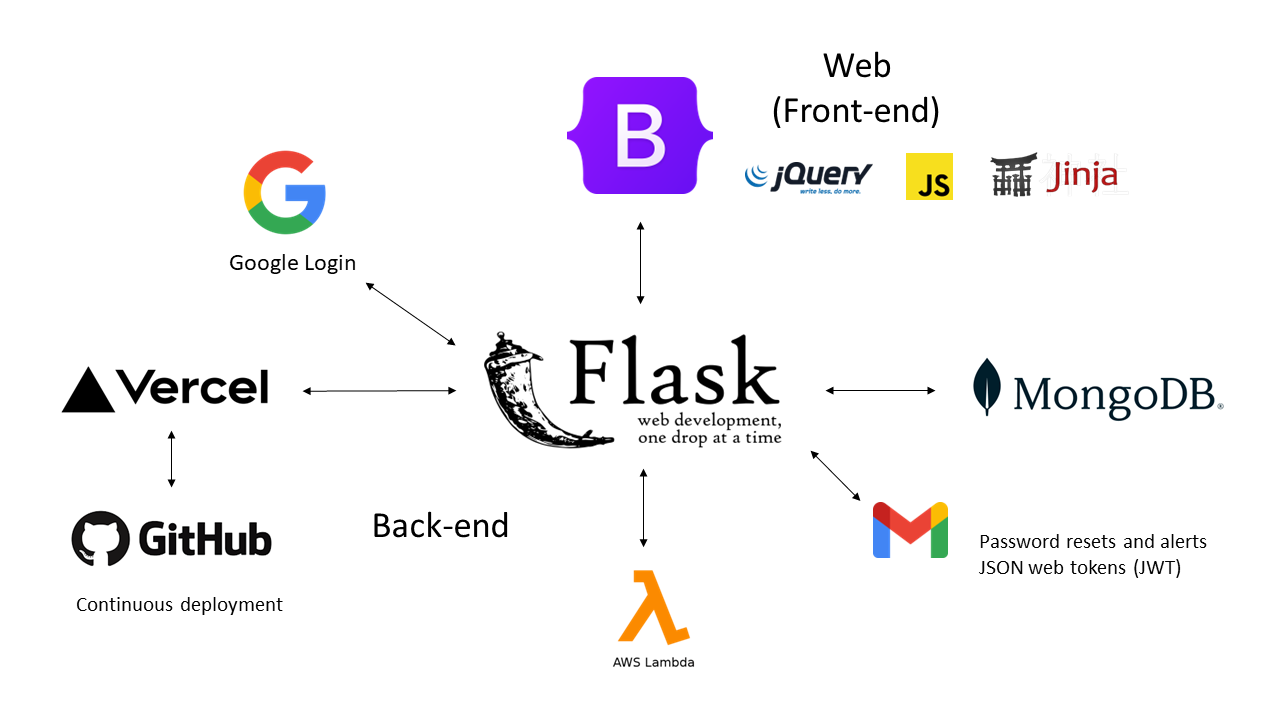 Web
(Front-end)
B
jQuery
write less, do more.
JS
Jinja
G
Google Login
Vercel
Flask
web development,
one drop at a time
MongoDB®
GitHub
Continuous deployment
Back-end
Password resets and alerts
JSON web tokens (JWT)
AWS Lambda